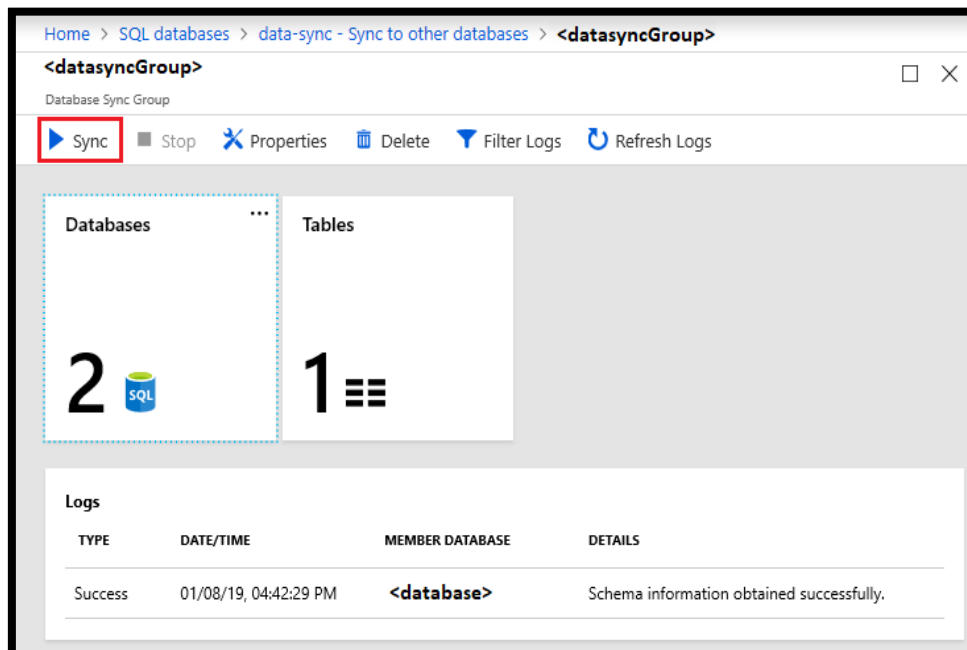 Home > SQL databases > data-sync - Sync to other databases > <datasyncGroup>
<datasyncGroup>
Database Sync Group
Sync Stop Properties Delete Filter Logs Refresh Logs
Databases ... Tables
2 SQL 1
Logs
TYPE DATE/TIME MEMBER DATABASE DETAILS
Success 01/08/19, 04:42:29 PM <database> Schema information obtained successfully.